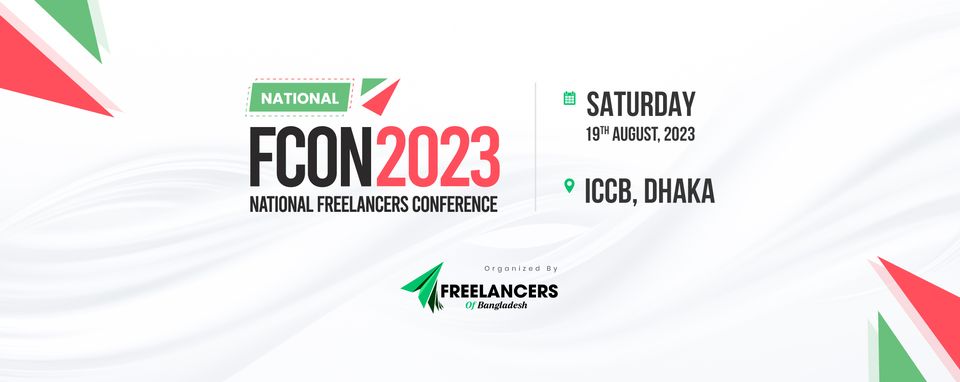 NATIONAL
FCON2023
NATIONAL FREELANCERS CONFERENCE
SATURDAY
19TH AUGUST, 2023
ICCB, DHAKA
Organized By
FREELANCERS
Of Bangladesh